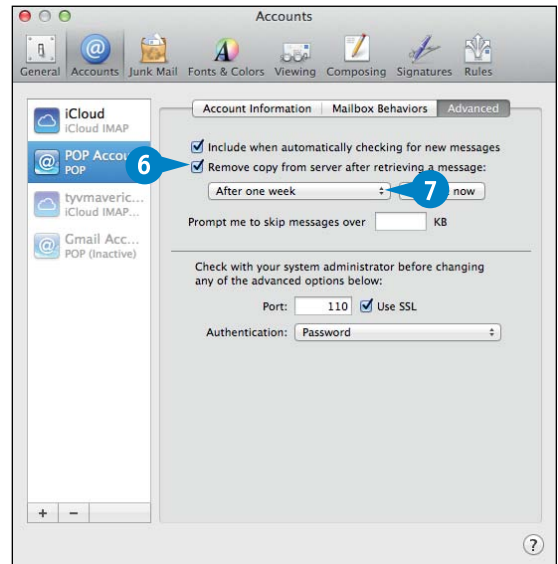 Accounts
General Accounts Junk Mail Fonts & Colors Viewing Composing Signatures Rules
Account Information Mailbox Behaviors Advanced
iCloud
iCloud IMAP
POP Accou
POP
tyvmaveric...
iCloud IMAP...
Gmail Acc...
POP (Inactive)
Include when automatically checking for new messages
6 Remove copy from server after retrieving a message:
After one week 7 now
Prompt me to skip messages over KB
Check with your system administrator before changing
any of the advanced options below:
Port: 110 Use SSL
Authentication: Password
+ −
?